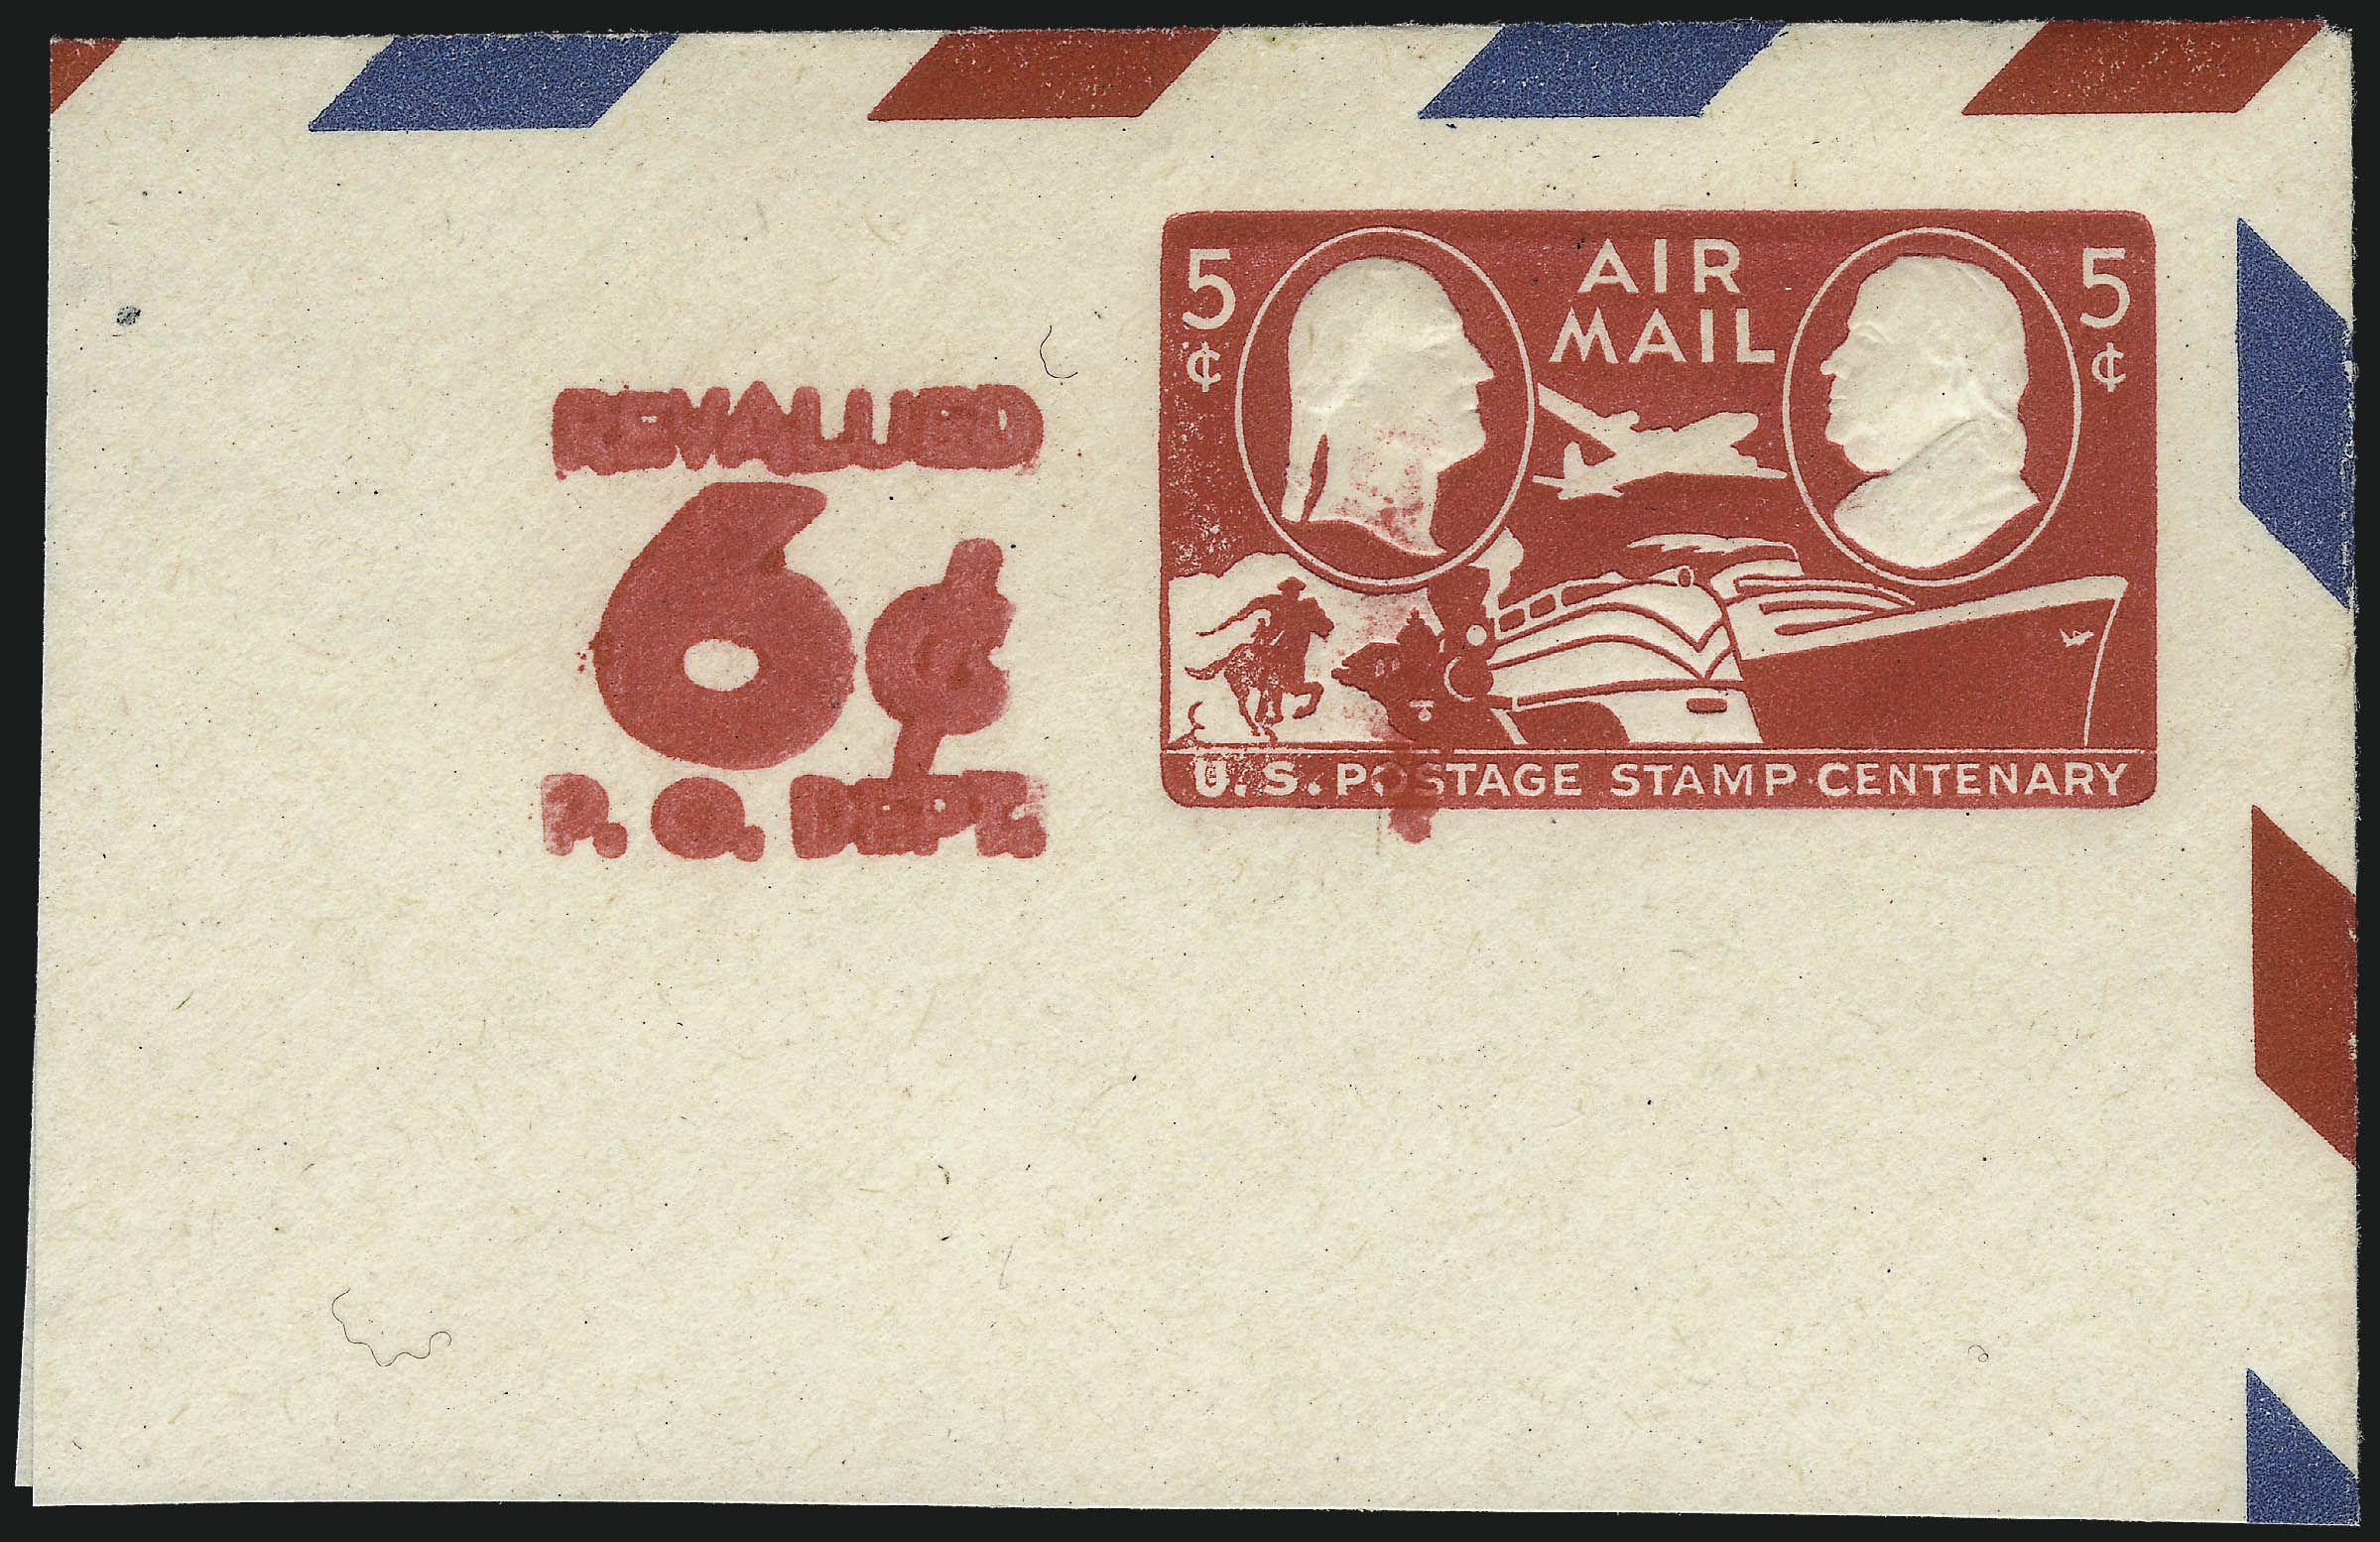 5¢ AIR MAIL 5¢
REVALUED
6¢
P. O. DEPT.
U. S. POSTAGE STAMP CENTENARY